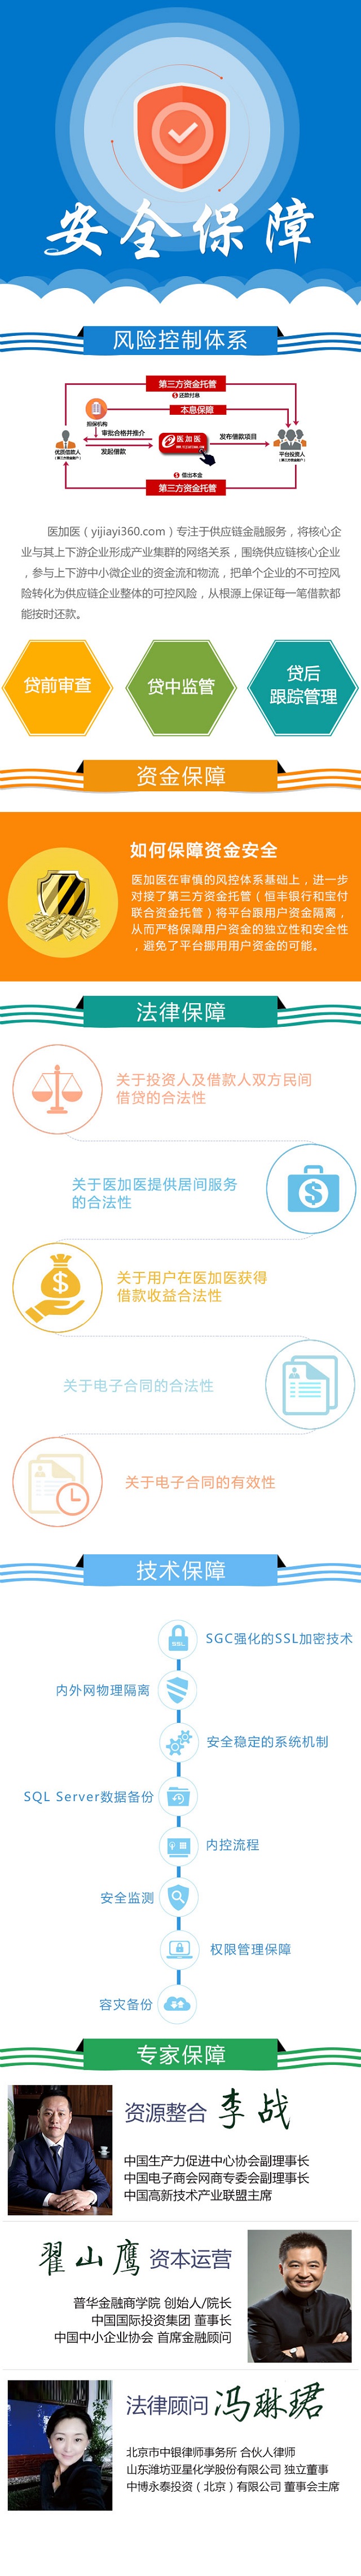 安全保障
风险控制体系
第三方资金托管
还款付息
本息保障
担保机构
审批合格并推介
医加医
发布借款项目
优质借款人
(第三方资金账户)
发起借款
平台投资人
(第三方资金账户)
借出本金
第三方资金托管
医加医（yijiayi360.com）专注于供应链金融服务，将核心企
业与其上下游企业形成产业集群的网络关系，围绕供应链核心企业
，参与上下游中小微企业的资金流和物流，把单个企业的不可控风
险转化为供应链企业整体的可控风险，从根源上保证每一笔借款都
能按时还款。
贷前审查
贷中监管
贷后
跟踪管理
资金保障
如何保障资金安全
医加医在审慎的风控体系基础上，进一步
对接了第三方资金托管（恒丰银行和宝付
联合资金托管）将平台跟用户资金隔离，
从而严格保障用户资金的独立性和安全性
，避免了平台挪用用户资金的可能。
法律保障
关于投资人及借款人双方民间
借贷的合法性
关于医加医提供居间服务
的合法性
关于用户在医加医获得
借款收益合法性
关于电子合同的合法性
关于电子合同的有效性
技术保障
SSL
SGC强化的SSL加密技术
内外网物理隔离
安全稳定的系统机制
SQL Server数据备份
内控流程
安全监测
权限管理保障
容灾备份
专家保障
资源整合 李战
中国生产力促进中心协会副理事长
中国电子商会网商专委会副理事长
中国高新技术产业联盟主席
翟山鹰 资本运营
普华金融商学院 创始人/院长
中国国际投资集团 董事长
中国中小企业协会 首席金融顾问
法律顾问 冯琳珺
北京市中银律师事务所 合伙人律师
山东潍坊亚星化学股份有限公司 独立董事
中博永泰投资（北京）有限公司 董事会主席